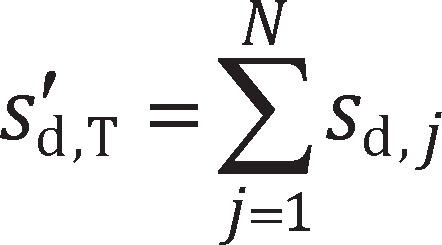 s′d,T = ∑_{j=1}^{N} sd,j